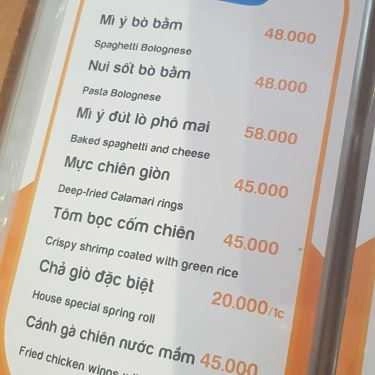 Mì ý bò bằm 48.000
Spaghetti Bolognese
Nui sốt bò bằm 48.000
Pasta Bolognese
Mì ý đút lò phô mai 58.000
Baked spaghetti and cheese
Mực chiên giòn 45.000
Deep-fried Calamari rings
Tôm bọc cốm chiên 45.000
Crispy shrimp coated with green rice
Chả giò đặc biệt 20.000/1C
House special spring roll
Cánh gà chiên nước mắm 45.000
Fried chicken wings